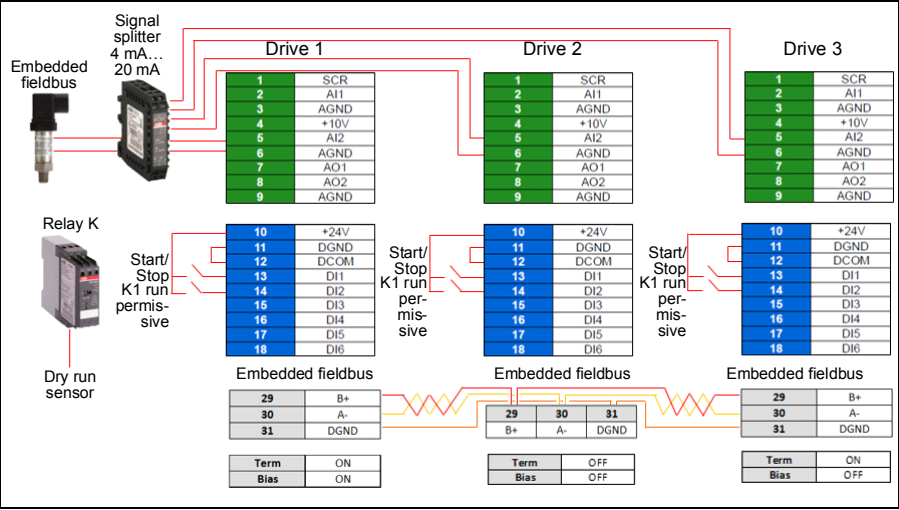 Signal
splitter
4 mA…
20 mA
Embedded
fieldbus
Drive 1
1 SCR
2 AI1
3 AGND
4 +10V
5 AI2
6 AGND
7 AO1
8 AO2
9 AGND
Drive 2
1 SCR
2 AI1
3 AGND
4 +10V
5 AI2
6 AGND
7 AO1
8 AO2
9 AGND
Drive 3
1 SCR
2 AI1
3 AGND
4 +10V
5 AI2
6 AGND
7 AO1
8 AO2
9 AGND
Relay K
Dry run
sensor
Start/
Stop
K1 run
permis-
sive
10 +24V
11 DGND
12 DCOM
13 DI1
14 DI2
15 DI3
16 DI4
17 DI5
18 DI6
Start/
Stop
K1 run
per-
mis-
sive
10 +24V
11 DGND
12 DCOM
13 DI1
14 DI2
15 DI3
16 DI4
17 DI5
18 DI6
Start/
Stop
K1 run
per-
mis-
sive
10 +24V
11 DGND
12 DCOM
13 DI1
14 DI2
15 DI3
16 DI4
17 DI5
18 DI6
Embedded fieldbus
29 B+
30 A-
31 DGND
Term ON
Bias ON
Embedded fieldbus
29 30 31
B+ A- DGND
Term OFF
Bias OFF
Embedded fieldbus
29 B+
30 A-
31 DGND
Term ON
Bias OFF